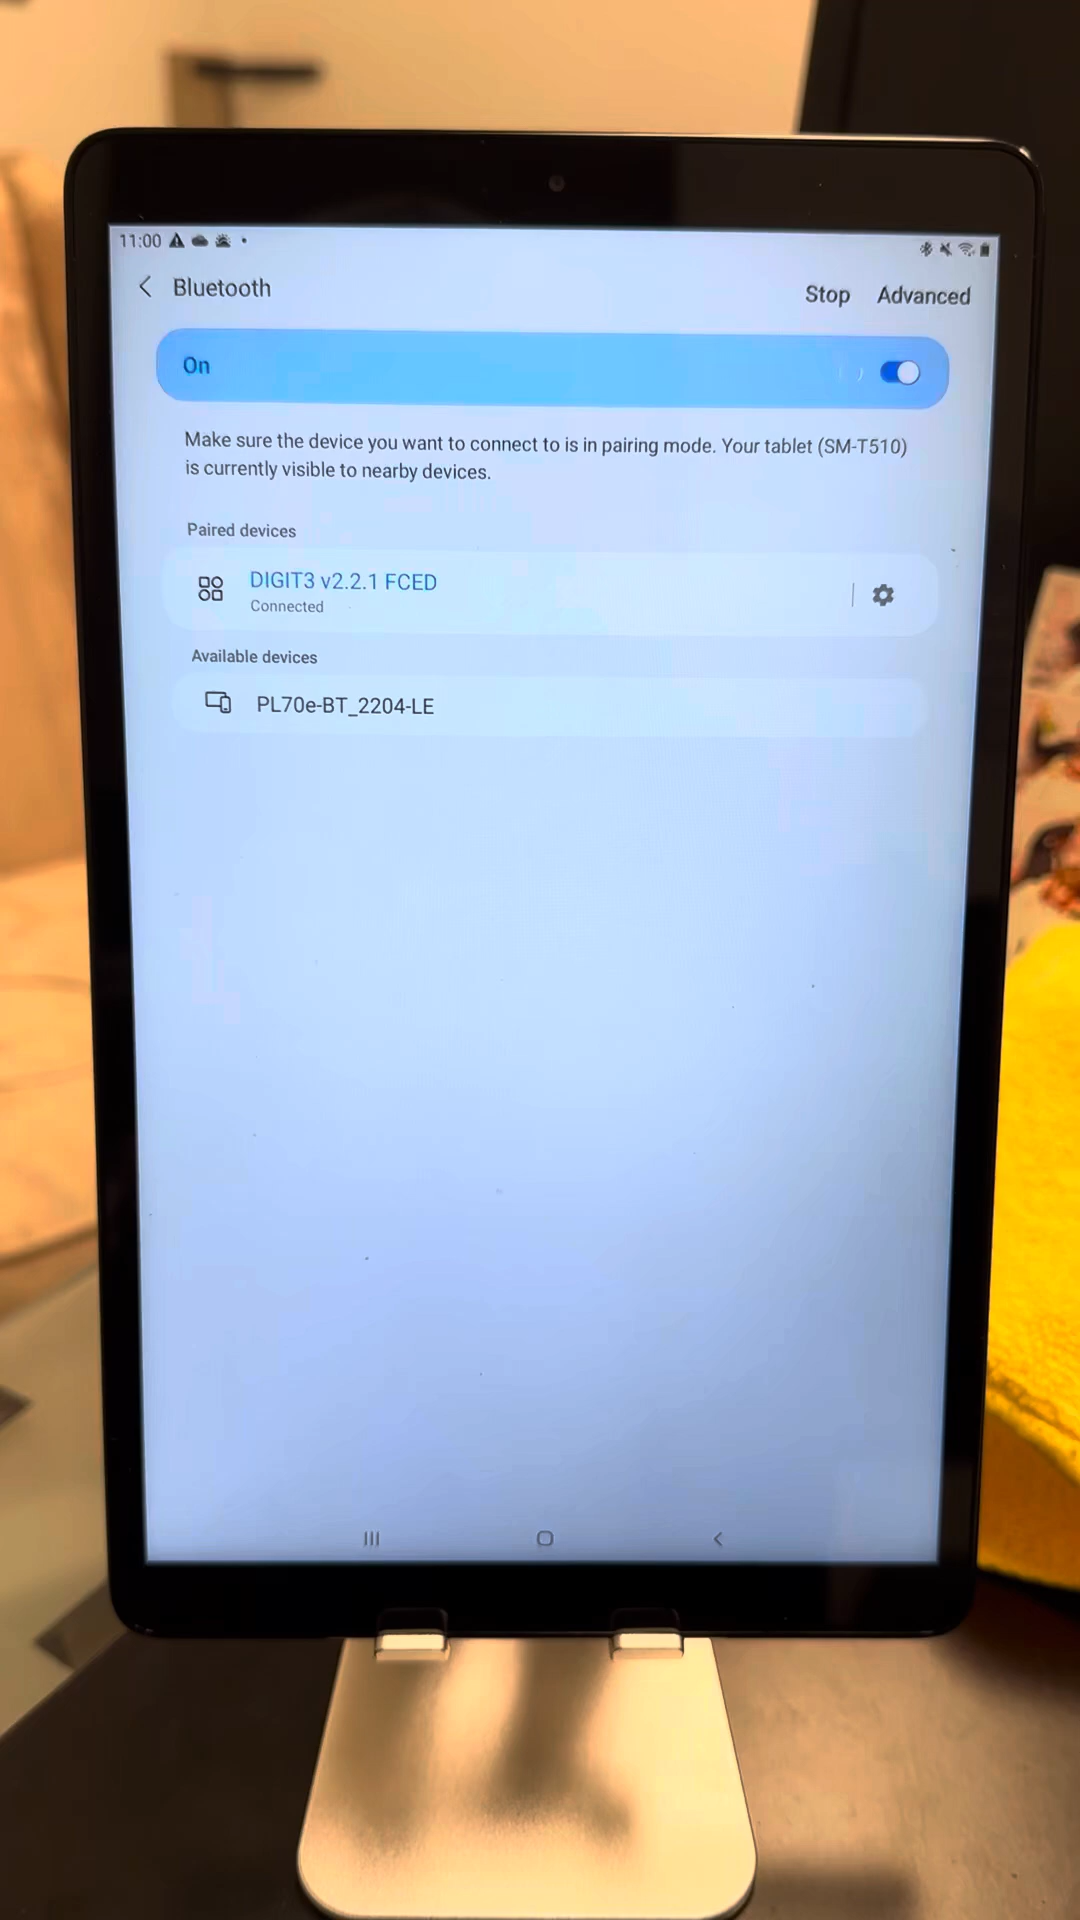 11:00
Bluetooth
Stop Advanced
On
Make sure the device you want to connect to is in pairing mode. Your tablet (SM-T510)
is currently visible to nearby devices.
Paired devices
DIGIT3 v2.2.1 FCED
Connected
Available devices
PL70e-BT_2204-LE